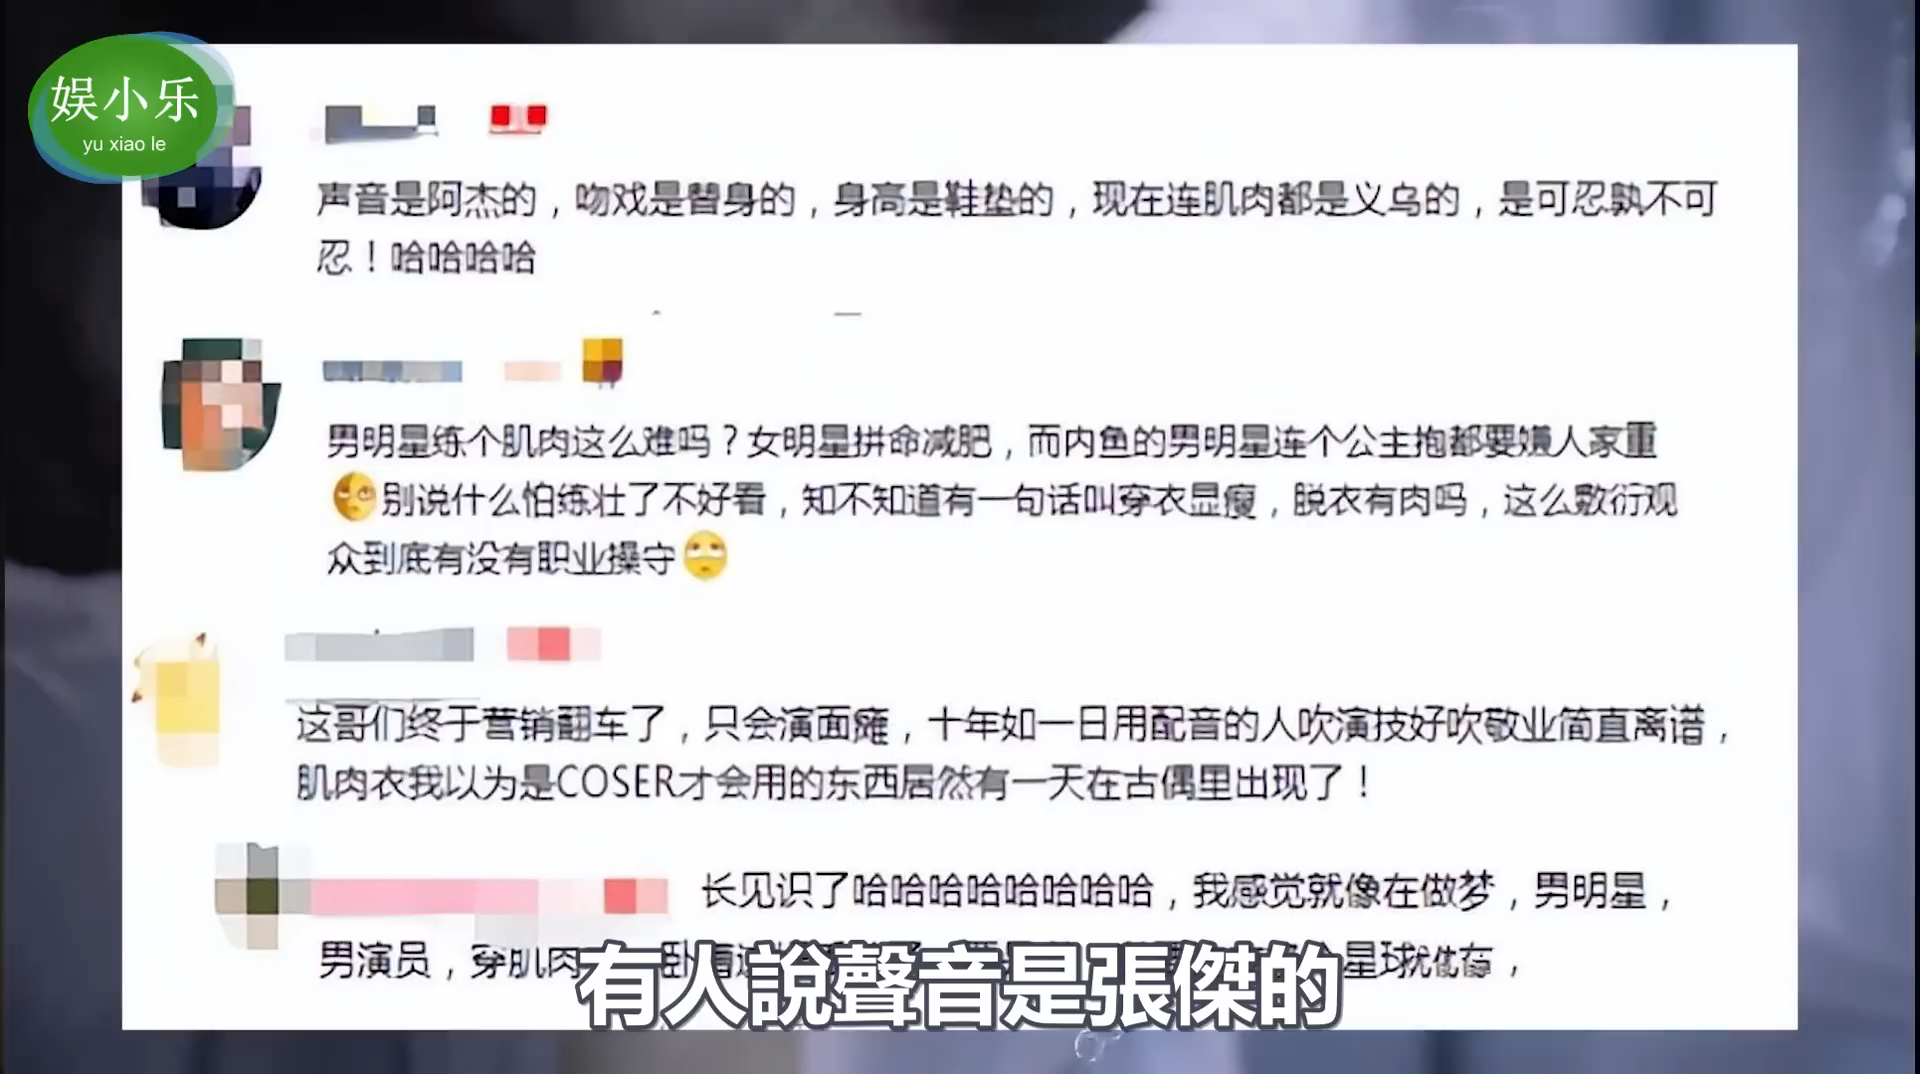 娱小乐
yu xiao le
声音是阿杰的，吻戏是替身的，身高是鞋垫的，现在连肌肉都是义乌的，是可忍孰不可
忍！哈哈哈哈
男明星练个肌肉这么难吗？女明星拼命减肥，而内鱼的男明星连个公主抱都要嫌人家重
别说什么怕练壮了不好看，知不知道有一句话叫穿衣显瘦，脱衣有肉吗，这么敷衍观
众到底有没有职业操守
这哥们终于营销翻车了，只会演面瘫，十年如一日用配音的人吹演技好吹敬业简直离谱，
肌肉衣我以为是COSER才会用的东西居然有一天在古偶里出现了！
长见识了哈哈哈哈哈哈哈哈，我感觉就像在做梦，男明星，
男演员，穿肌肉
有人說聲音是張傑的